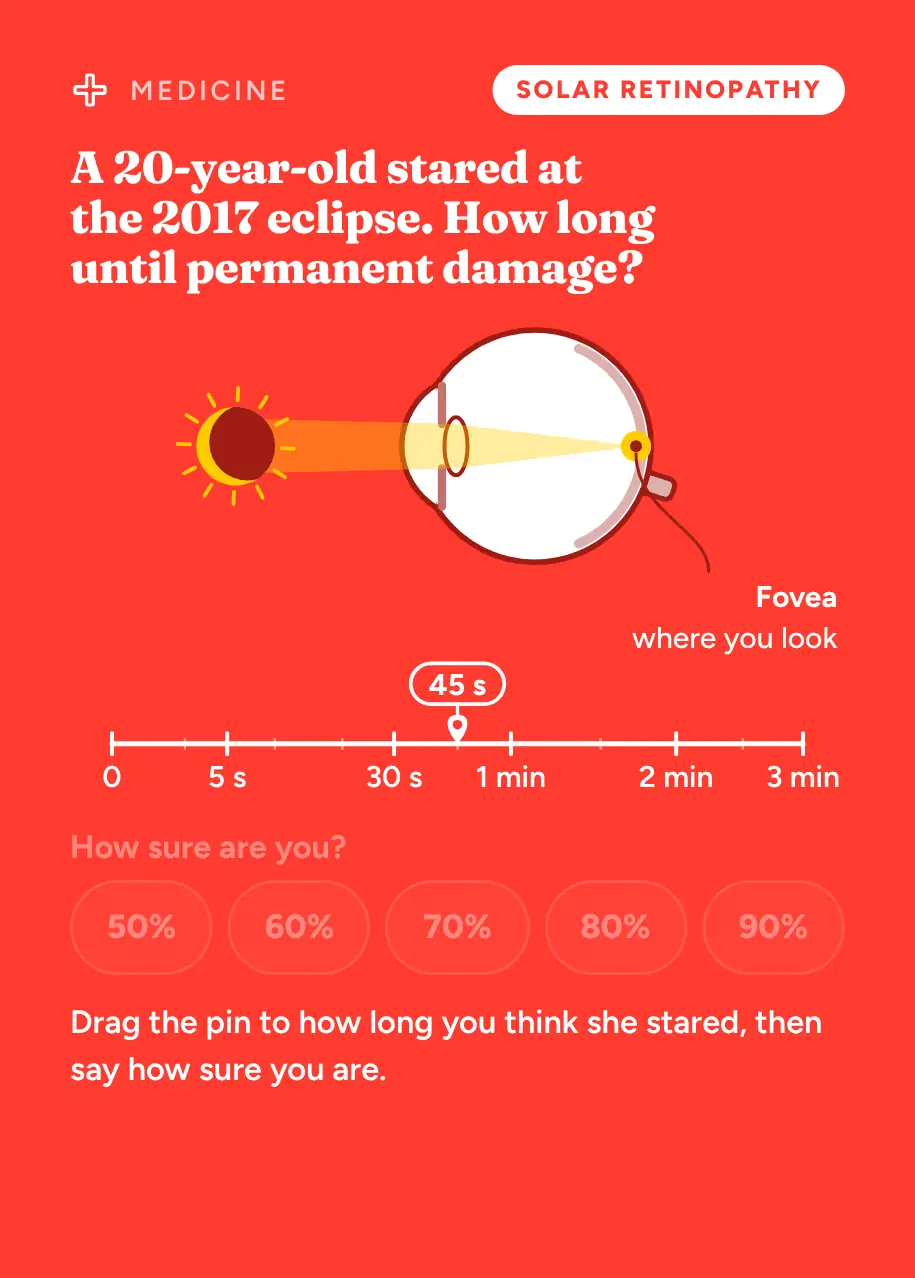 MEDICINE
SOLAR RETINOPATHY
A 20-year-old stared at
the 2017 eclipse. How long
until permanent damage?
Fovea
where you look
45 s
0
5 s
30 s
1 min
2 min
3 min
How sure are you?
50%
60%
70%
80%
90%
Drag the pin to how long you think she stared, then
say how sure you are.